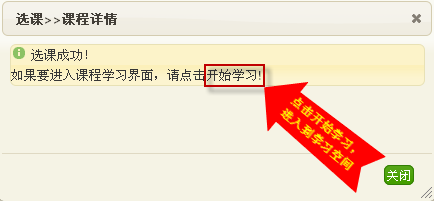 选课>>课程详情
选课成功!
如果要进入课程学习界面，请点击开始学习!
点击开始学习，
进入到学习空间
关闭